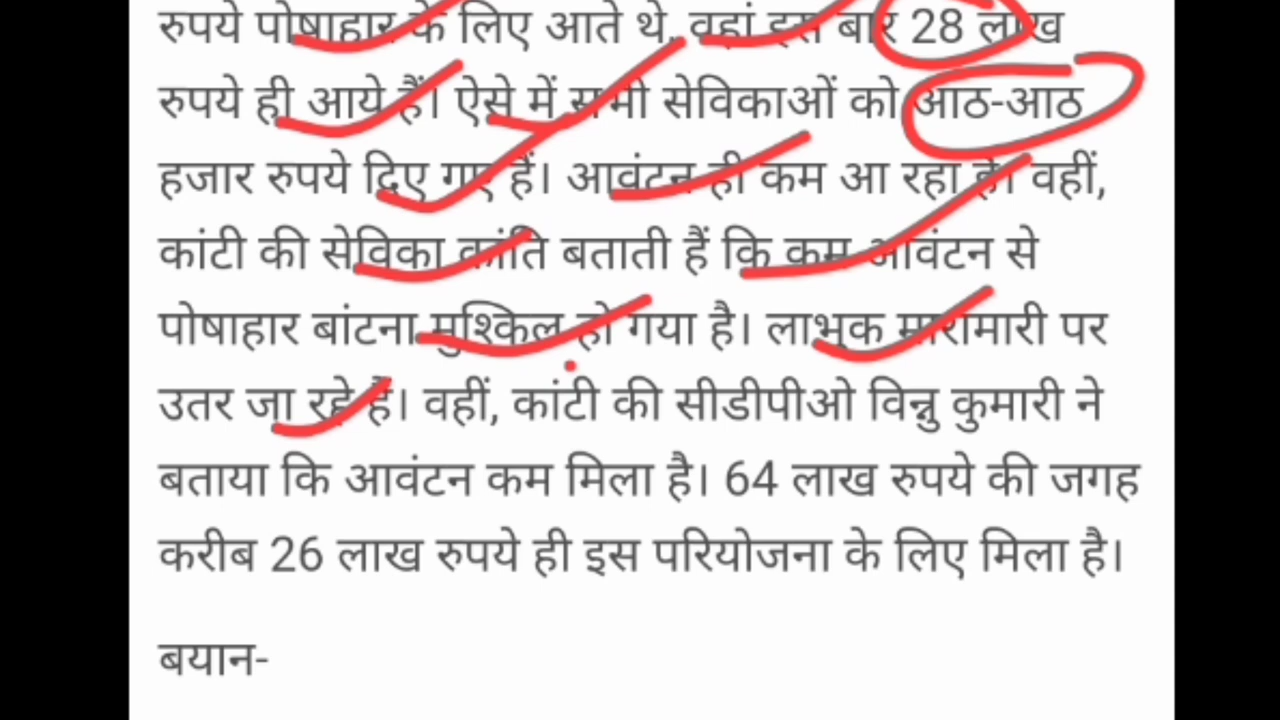 रुपये पोषाहार के लिए आते थे, वहां इस बार 28 लाख
रुपये ही आये हैं। ऐसे में सभी सेविकाओं को आठ-आठ
हजार रुपये दिए गए हैं। आवंटन ही कम आ रहा है। वहीं,
कांटी की सेविका कांति बताती हैं कि कम आवंटन से
पोषाहार बांटना मुश्किल हो गया है। लाभुक मारामारी पर
उतर जा रहे हैं। वहीं, कांटी की सीडीपीओ विन्नु कुमारी ने
बताया कि आवंटन कम मिला है। 64 लाख रुपये की जगह
करीब 26 लाख रुपये ही इस परियोजना के लिए मिला है।
बयान-